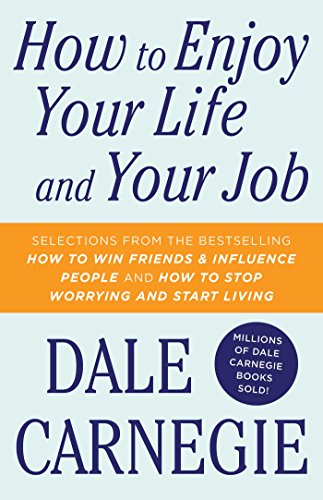 How to Enjoy
Your Life
and Your Job
SELECTIONS FROM THE BESTSELLING
HOW TO WIN FRIENDS & INFLUENCE
PEOPLE AND HOW TO STOP
WORRYING AND START LIVING
MILLIONS
OF DALE
CARNEGIE
BOOKS
SOLD!
DALE
CARNEGIE